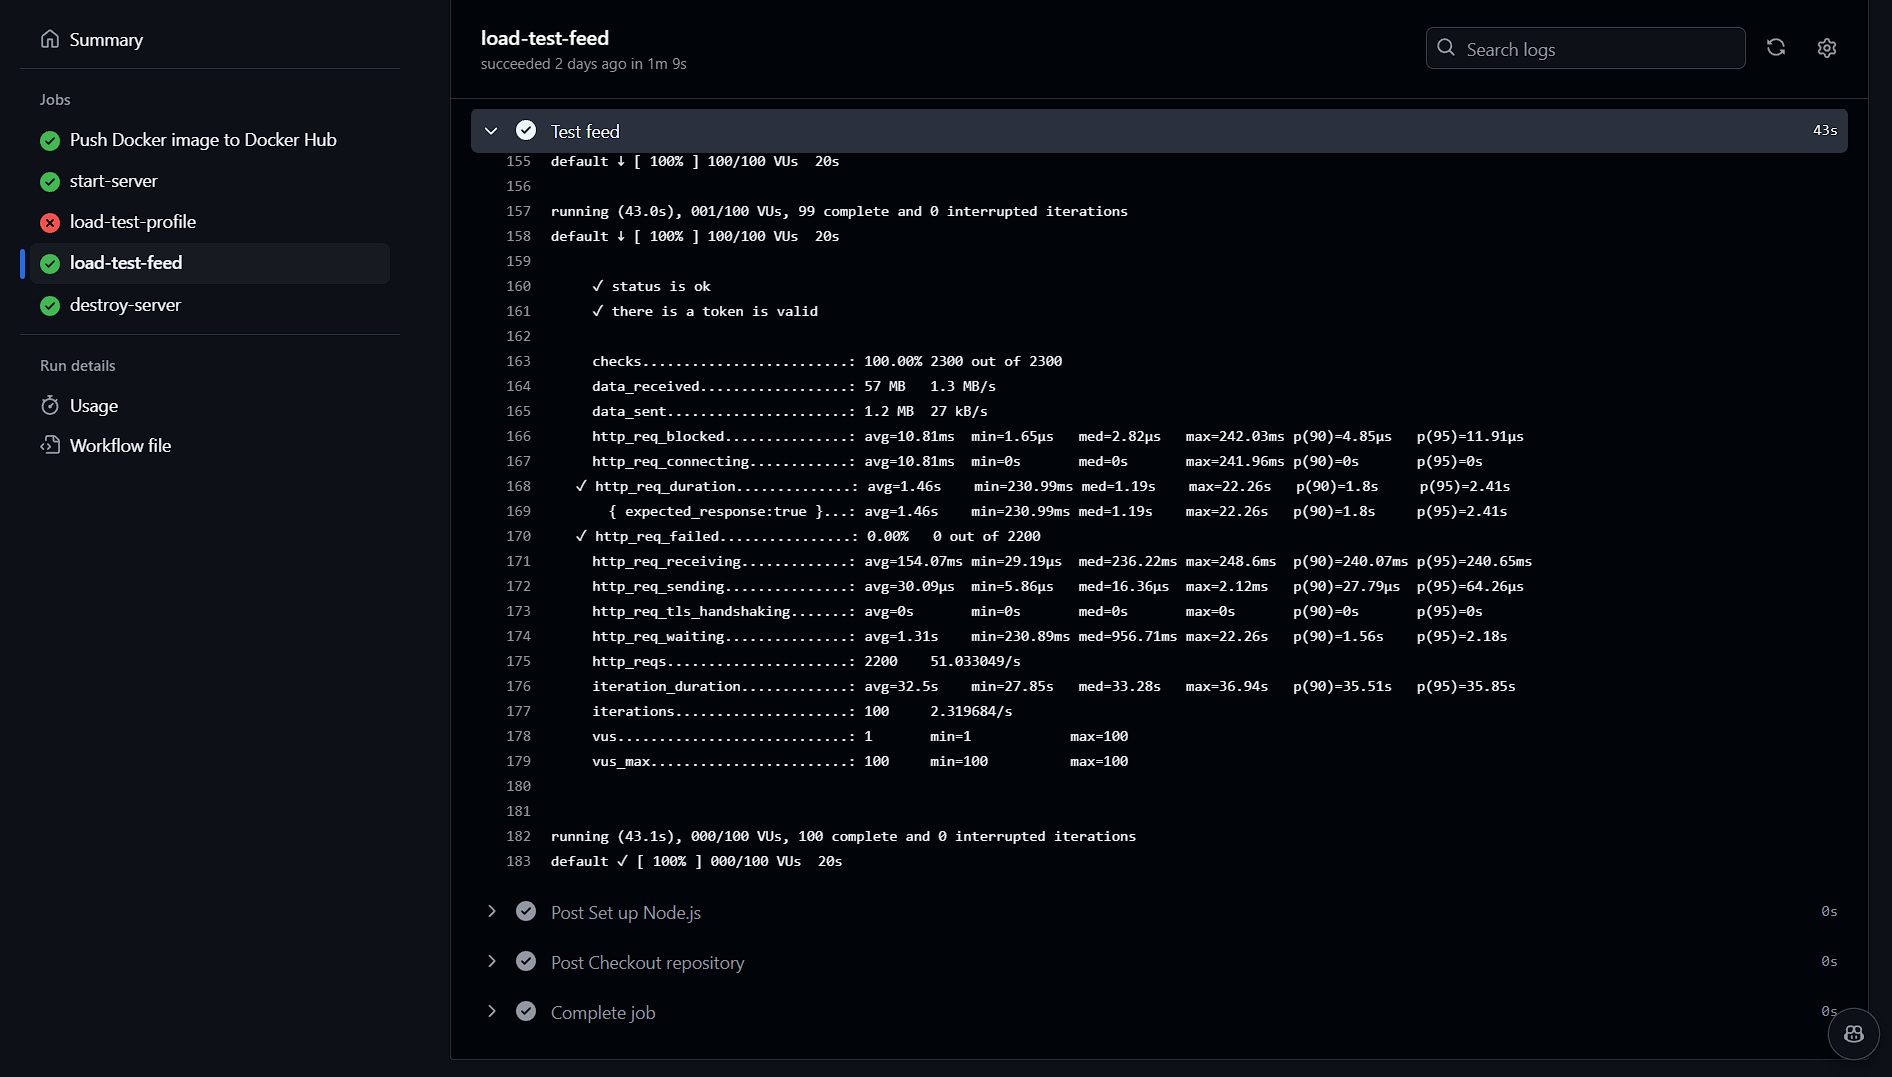 Summary
Jobs
Push Docker image to Docker Hub
start-server
load-test-profile
load-test-feed
destroy-server
Run details
Usage
Workflow file
load-test-feed
succeeded 2 days ago in 1m 9s
Search logs
Test feed 43s
155 default ↓ [ 100% ] 100/100 VUs  20s
156
157 running (43.0s), 001/100 VUs, 99 complete and 0 interrupted iterations
158 default ↓ [ 100% ] 100/100 VUs  20s
159
160 ✓ status is ok
161 ✓ there is a token is valid
162
163 checks.........................: 100.00% 2300 out of 2300
164 data_received..................: 57 MB   1.3 MB/s
165 data_sent......................: 1.2 MB  27 kB/s
166 http_req_blocked...............: avg=10.81ms  min=1.65µs   med=2.82µs   max=242.03ms p(90)=4.85µs   p(95)=11.91µs
167 http_req_connecting............: avg=10.81ms  min=0s       med=0s       max=241.96ms p(90)=0s       p(95)=0s
168 ✓ http_req_duration..............: avg=1.46s    min=230.99ms med=1.19s    max=22.26s   p(90)=1.8s     p(95)=2.41s
169 { expected_response:true }...: avg=1.46s    min=230.99ms med=1.19s    max=22.26s   p(90)=1.8s     p(95)=2.41s
170 ✓ http_req_failed................: 0.00%   0 out of 2200
171 http_req_receiving.............: avg=154.07ms min=29.19µs  med=236.22ms max=248.6ms  p(90)=240.07ms p(95)=240.65ms
172 http_req_sending...............: avg=30.09µs  min=5.86µs   med=16.36µs  max=2.12ms   p(90)=27.79µs  p(95)=64.26µs
173 http_req_tls_handshaking.......: avg=0s       min=0s       med=0s       max=0s       p(90)=0s       p(95)=0s
174 http_req_waiting...............: avg=1.31s    min=230.89ms med=956.71ms max=22.26s   p(90)=1.56s    p(95)=2.18s
175 http_reqs......................: 2200    51.033049/s
176 iteration_duration.............: avg=32.5s    min=27.85s   med=33.28s   max=36.94s   p(90)=35.51s   p(95)=35.85s
177 iterations.....................: 100     2.319684/s
178 vus............................: 1       min=1            max=100
179 vus_max........................: 100     min=100          max=100
180
181
182 running (43.1s), 000/100 VUs, 100 complete and 0 interrupted iterations
183 default ✓ [ 100% ] 000/100 VUs  20s
Post Set up Node.js 0s
Post Checkout repository 0s
Complete job 0s